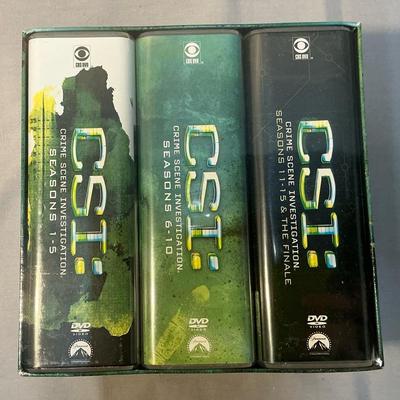 CBS DVD
CSI:
CRIME SCENE INVESTIGATION
SEASONS 1-5
DVD
VIDEO
CBS DVD
CSI:
CRIME SCENE INVESTIGATION
SEASONS 6-10
DVD
VIDEO
CBS DVD
CSI:
CRIME SCENE INVESTIGATION
SEASONS 11-15 & THE FINALE
DVD
VIDEO